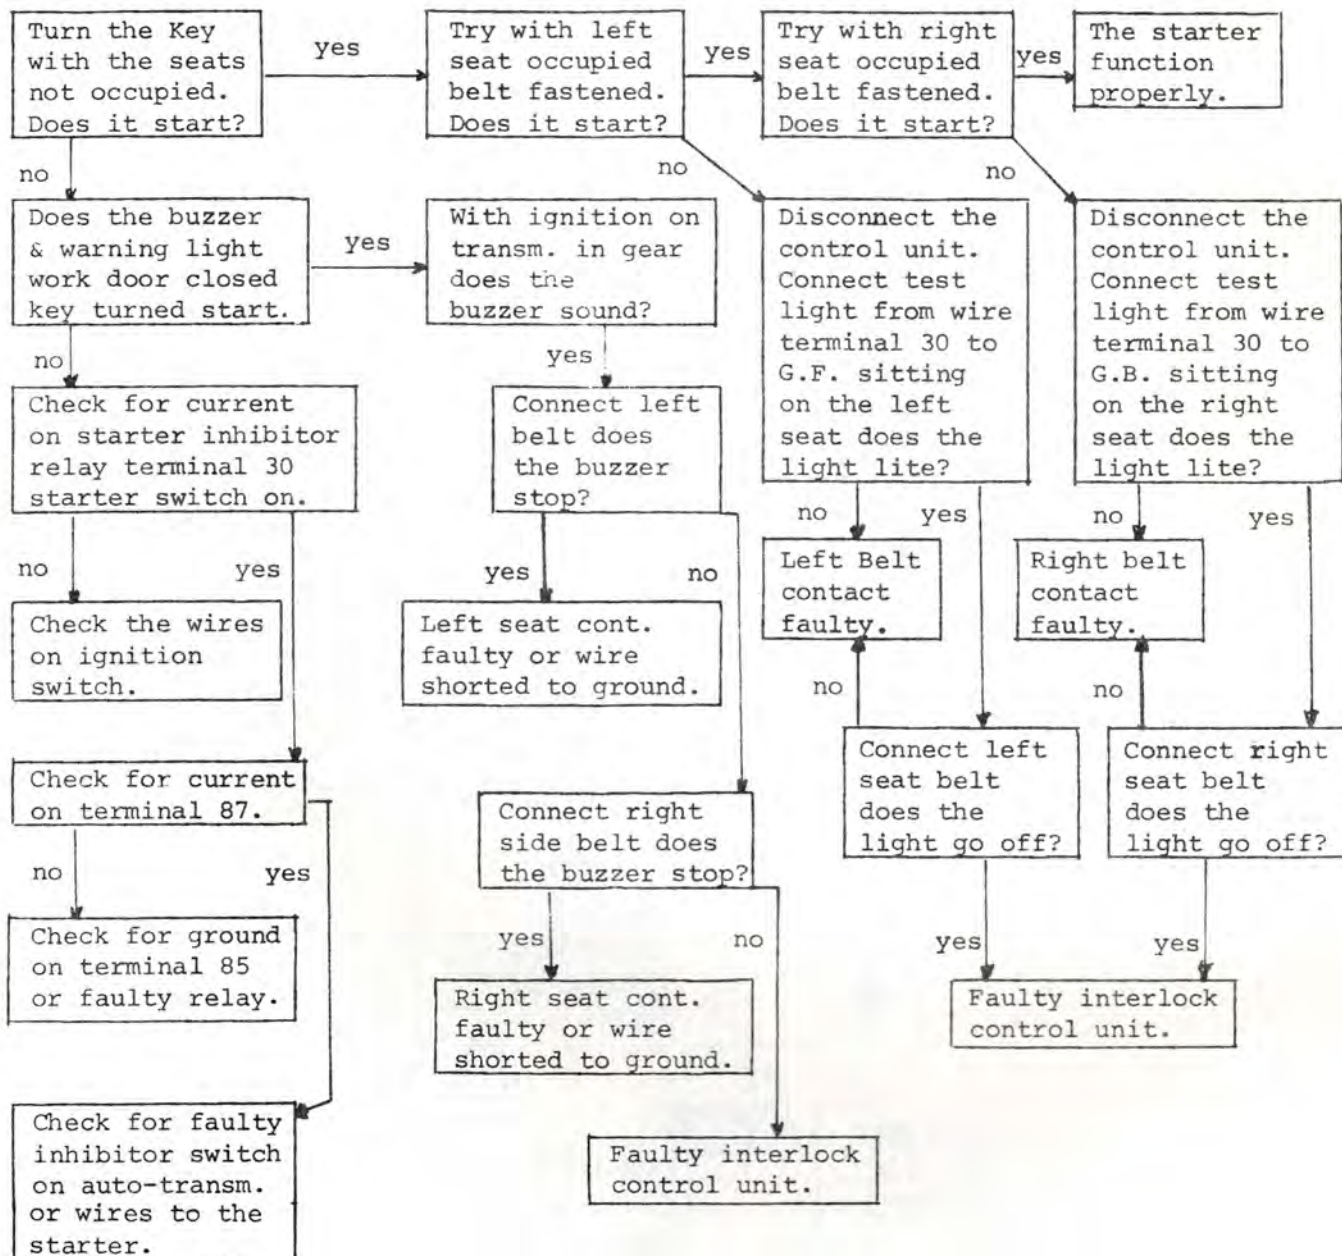 Turn the Key
with the seats
not occupied.
Does it start?
yes
Try with left
seat occupied
belt fastened.
Does it start?
yes
Try with right
seat occupied
belt fastened.
Does it start?
yes
The starter
function
properly.
no
no
no
Does the buzzer
& warning light
work door closed
key turned start.
yes
With ignition on
transm. in gear
does the
buzzer sound?
Disconnect the
control unit.
Connect test
light from wire
terminal 30 to
G.F. sitting
on the left
seat does the
light lite?
Disconnect the
control unit.
Connect test
light from wire
terminal 30 to
G.B. sitting
on the right
seat does the
light lite?
no
yes
Check for current
on starter inhibitor
relay terminal 30
starter switch on.
Connect left
belt does
the buzzer
stop?
no
yes
no
yes
no
yes
yes
no
Left Belt
contact
faulty.
Right belt
contact
faulty.
Check the wires
on ignition
switch.
Left seat cont.
faulty or wire
shorted to ground.
no
no
Connect left
seat belt
does the
light go off?
Connect right
seat belt
does the
light go off?
Check for current
on terminal 87.
Connect right
side belt does
the buzzer stop?
no
yes
yes
no
yes
yes
Check for ground
on terminal 85
or faulty relay.
Right seat cont.
faulty or wire
shorted to ground.
Faulty interlock
control unit.
Check for faulty
inhibitor switch
on auto-transm.
or wires to the
starter.
Faulty interlock
control unit.